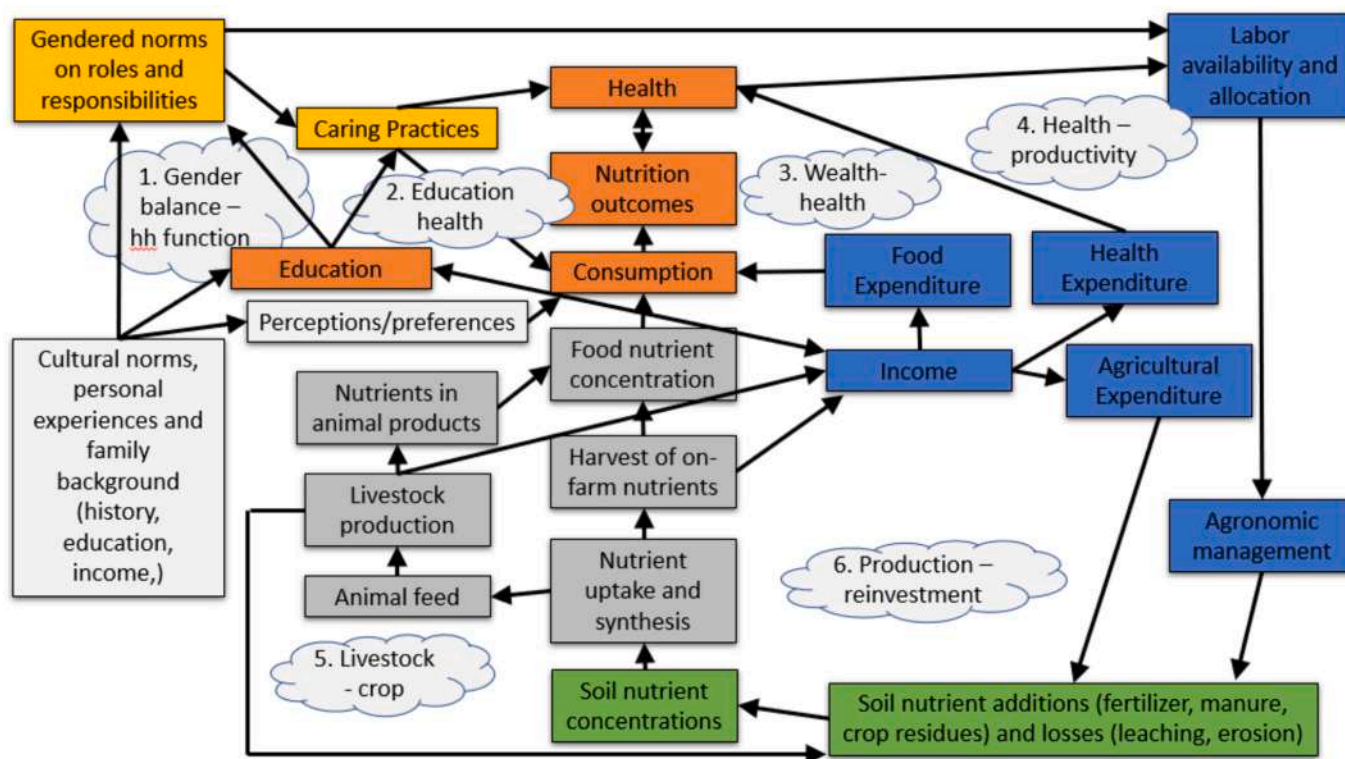 Gendered norms
on roles and
responsibilities
Labor
availability and
allocation
Health
Caring Practices
4. Health –
productivity
1. Gender
balance –
hh function
2. Education
health
Nutrition
outcomes
3. Wealth-
health
Education
Consumption
Food
Expenditure
Health
Expenditure
Perceptions/preferences
Cultural norms,
personal
experiences and
family
background
(history,
education,
income,)
Food nutrient
concentration
Income
Agricultural
Expenditure
Nutrients in
animal products
Harvest of on-
farm nutrients
Livestock
production
Agronomic
management
Nutrient
uptake and
synthesis
6. Production –
reinvestment
Animal feed
5. Livestock
- crop
Soil nutrient
concentrations
Soil nutrient additions (fertilizer, manure,
crop residues) and losses (leaching, erosion)